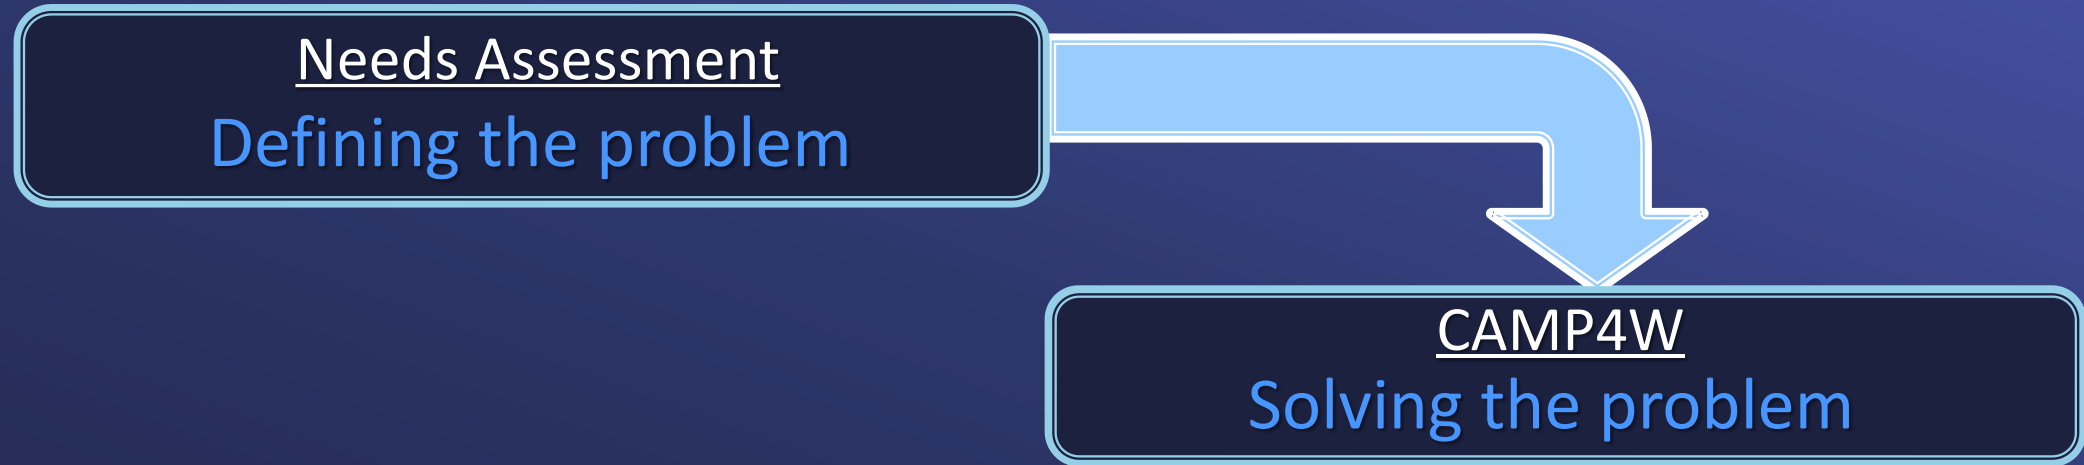 Needs Assessment
Defining the problem
CAMP4W
Solving the problem